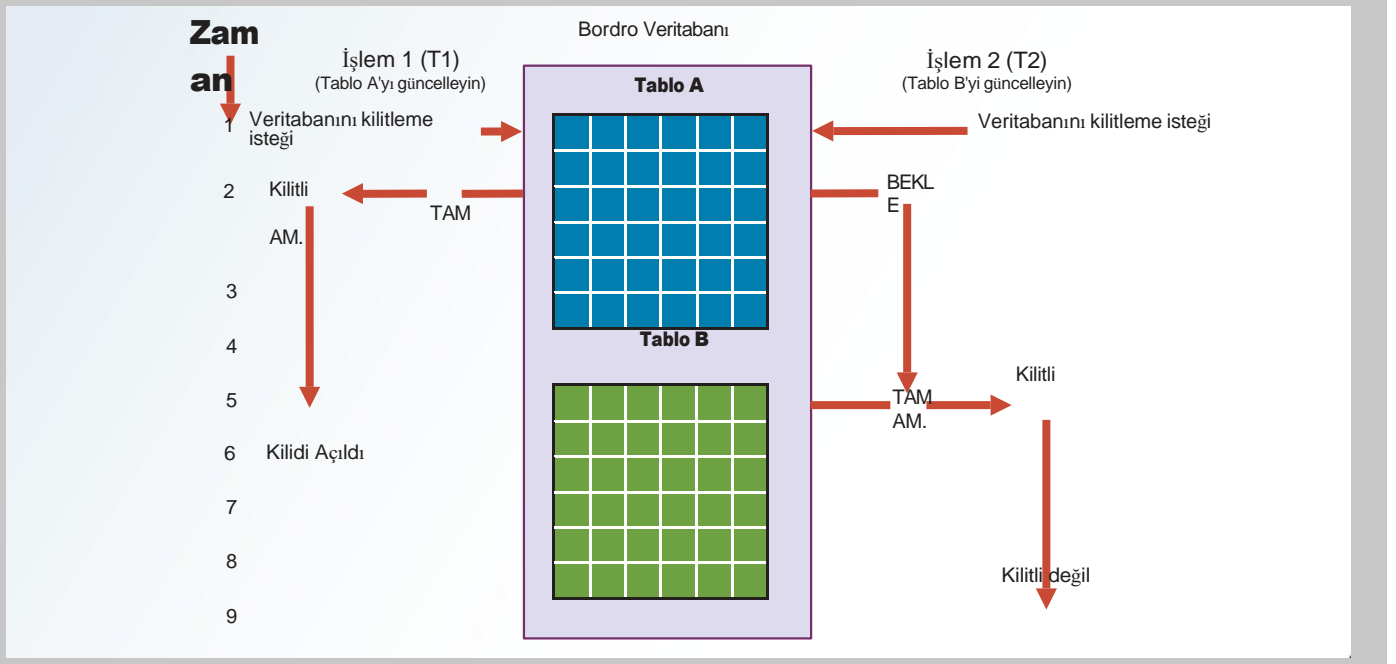 Zam
an
Bordro Veritabanı
İşlem 1 (T1)
(Tablo A'yı güncelleyin)
İşlem 2 (T2)
(Tablo B'yi güncelleyin)
Tablo A
1 Veritabanını kilitleme
isteği
Veritabanını kilitleme isteği
2 Kilitli
TAM
AM.
BEKL
E
3
4
Tablo B
5
TAM
AM.
Kilitli
6 Kilidi Açıldı
7
8
Kilitli değil
9